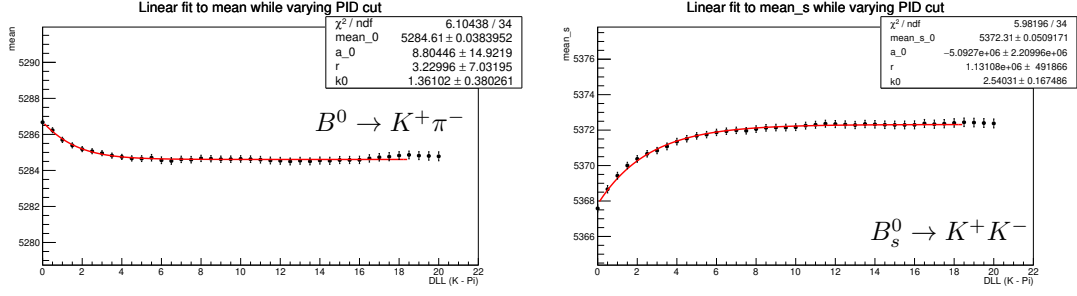 Linear fit to mean while varying PID cut
χ² / ndf 6.10438 / 34
mean_0 5284.61 ± 0.0383952
a_0 8.80446 ± 14.9219
r 3.22996 ± 7.03195
k0 1.36102 ± 0.380261
mean
5290
5288
5286
5284
5282
5280
B⁰ → K⁺π⁻
0 2 4 6 8 10 12 14 16 18 20 22
DLL (K - Pi)
Linear fit to mean_s while varying PID cut
χ² / ndf 5.98196 / 34
mean_s_0 5372.31 ± 0.0509171
a_0 −5.0927e+06 ± 2.20996e+06
r 1.13108e+06 ± 491866
k0 2.54031 ± 0.167486
mean_s
5376
5374
5372
5370
5368
5366
B⁰ₛ → K⁺K⁻
0 2 4 6 8 10 12 14 16 18 20 22
DLL (K - Pi)